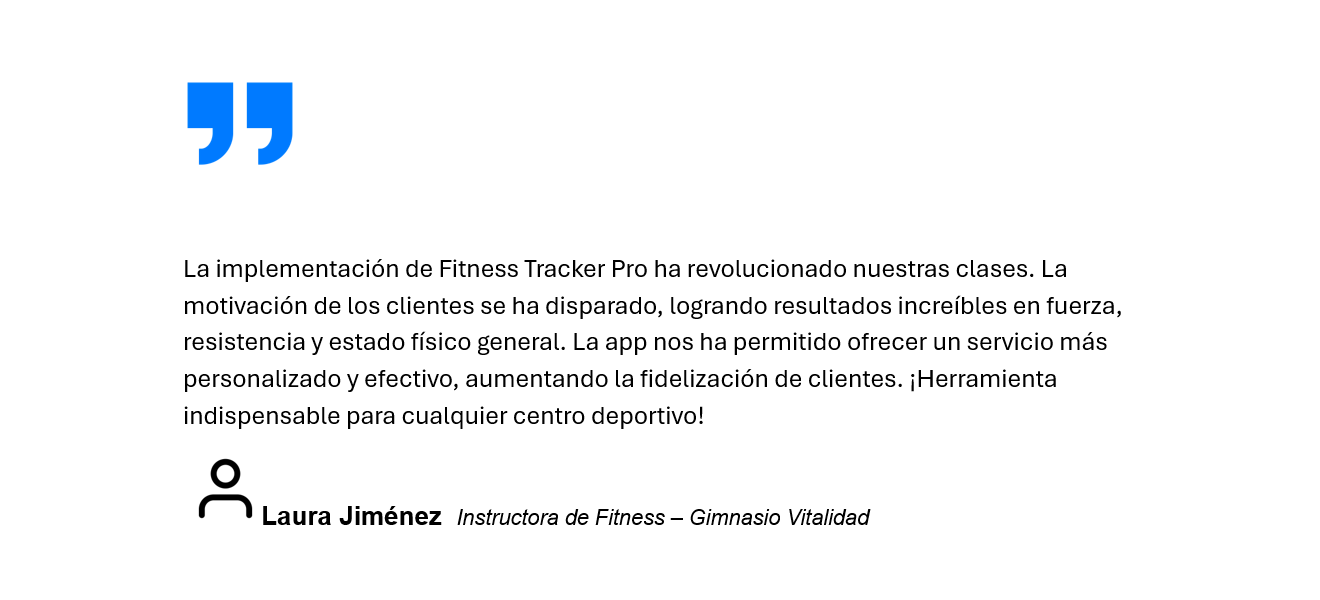 La implementación de Fitness Tracker Pro ha revolucionado nuestras clases. La
motivación de los clientes se ha disparado, logrando resultados increíbles en fuerza,
resistencia y estado físico general. La app nos ha permitido ofrecer un servicio más
personalizado y efectivo, aumentando la fidelización de clientes. ¡Herramienta
indispensable para cualquier centro deportivo!
Laura Jiménez Instructora de Fitness – Gimnasio Vitalidad